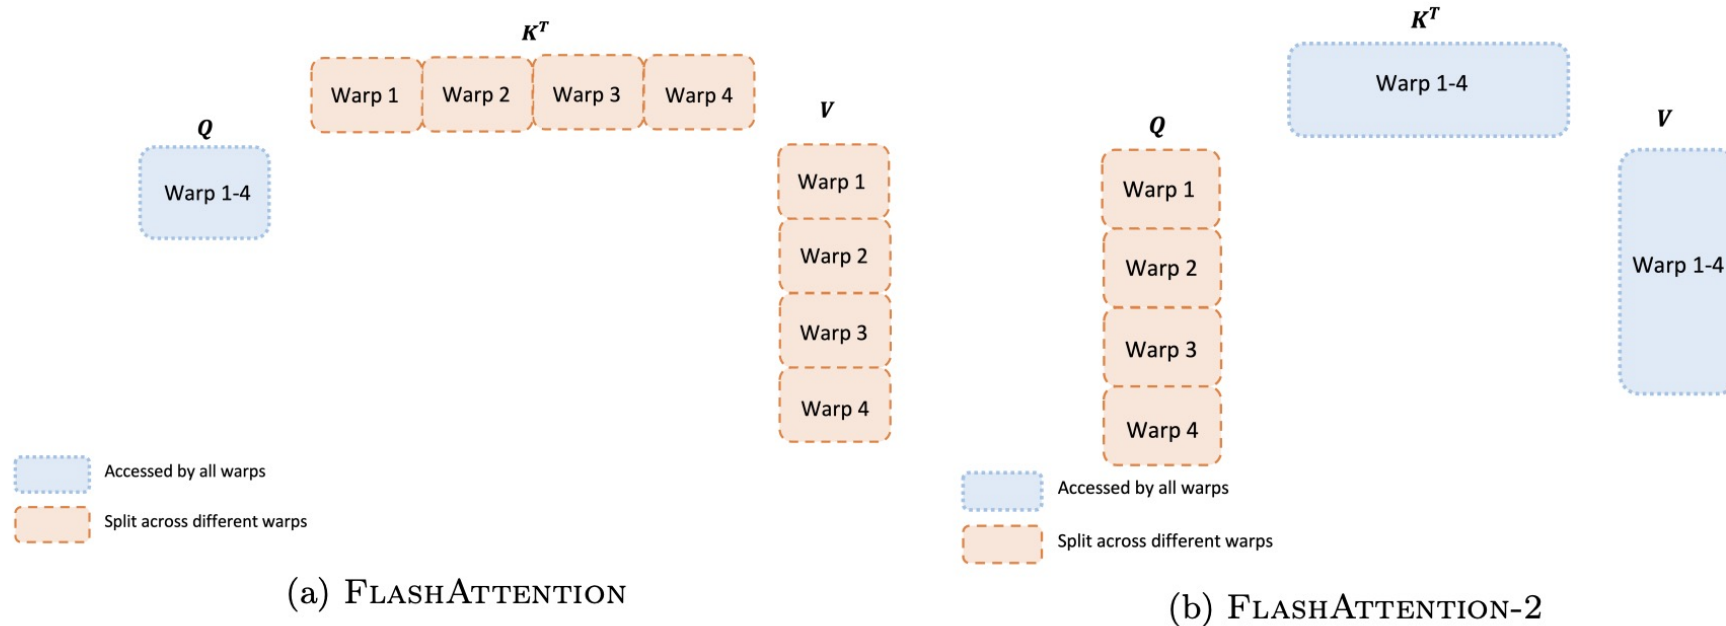 Kᵀ
Warp 1 Warp 2 Warp 3 Warp 4
Q
Warp 1-4
V
Warp 1
Warp 2
Warp 3
Warp 4
Accessed by all warps
Split across different warps
(a) FLASHATTENTION
Kᵀ
Warp 1-4
Q
Warp 1
Warp 2
Warp 3
Warp 4
V
Warp 1-4
Accessed by all warps
Split across different warps
(b) FLASHATTENTION-2